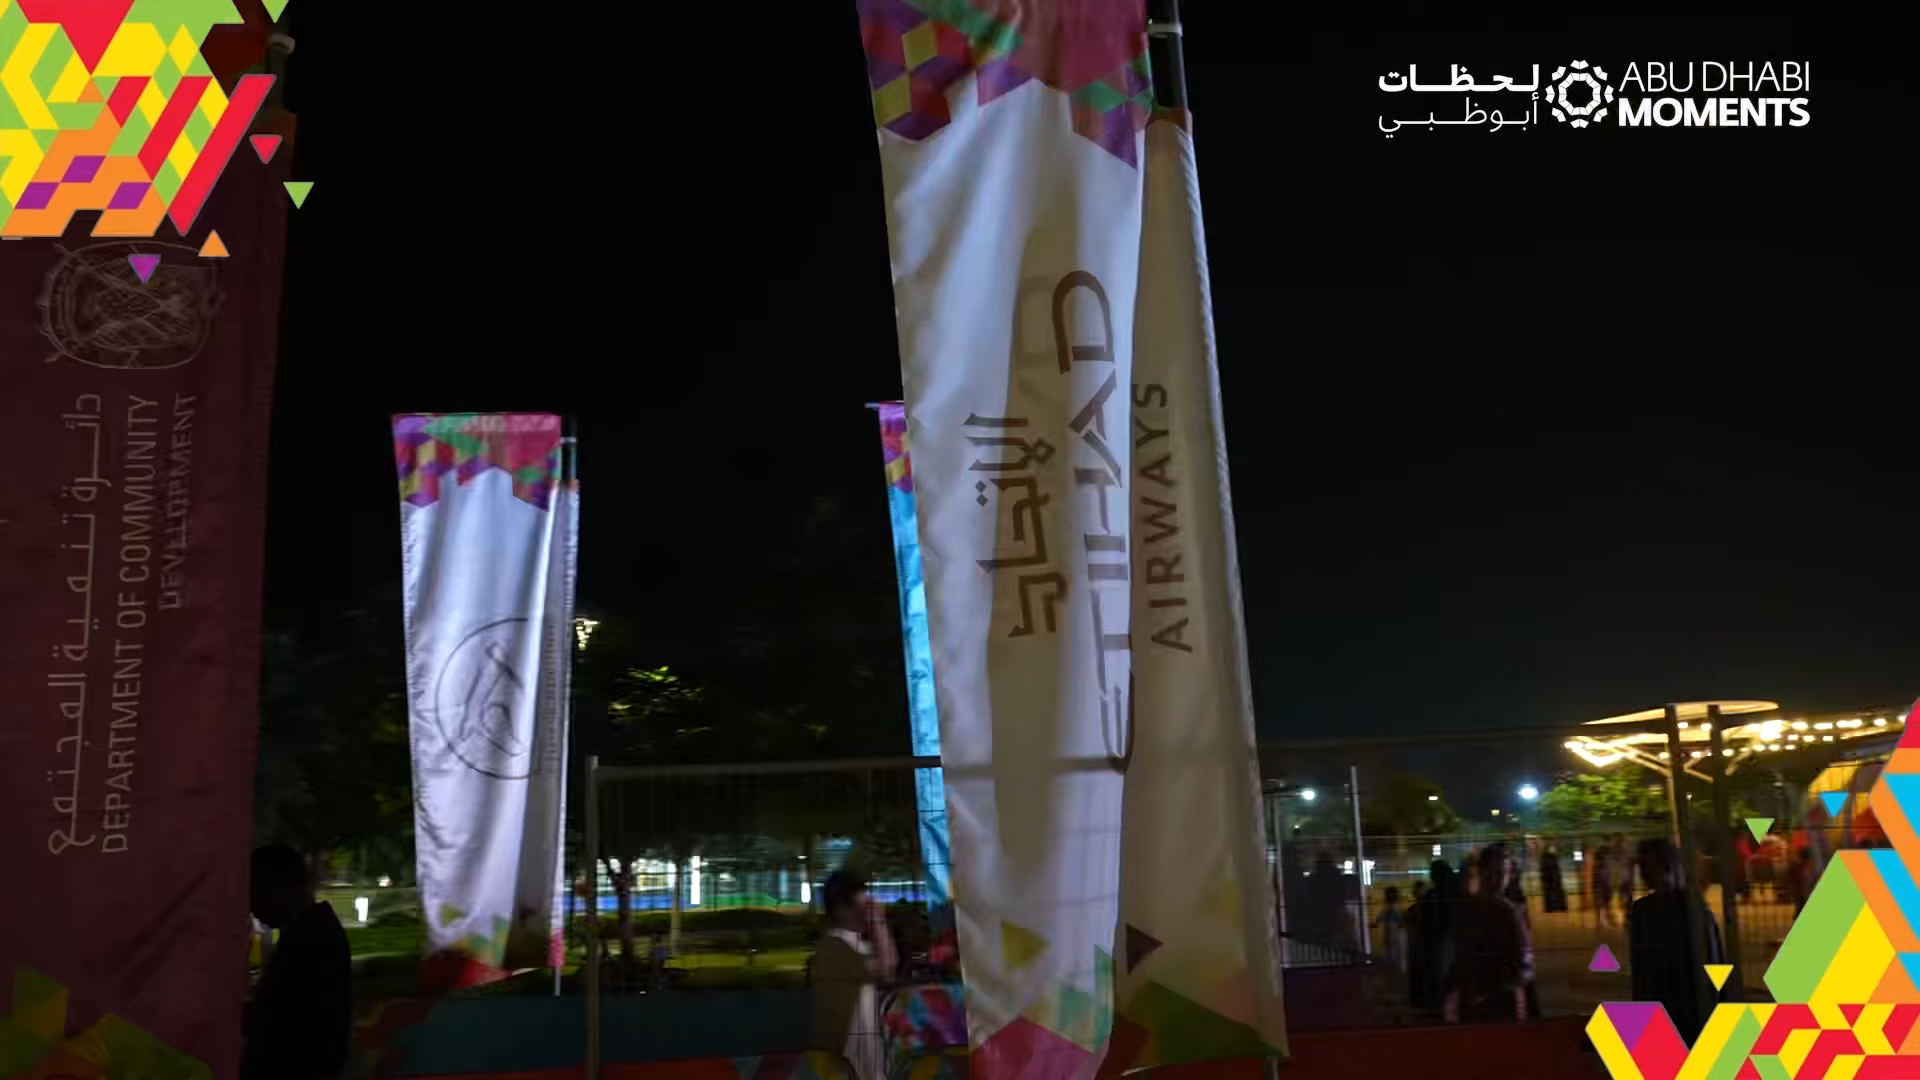 لحظات
أبوظبي
ABU DHABI
MOMENTS
دائرة تنمية المجتمع
DEPARTMENT OF COMMUNITY
DEVELOPMENT
الاتحاد
ETIHAD
AIRWAYS